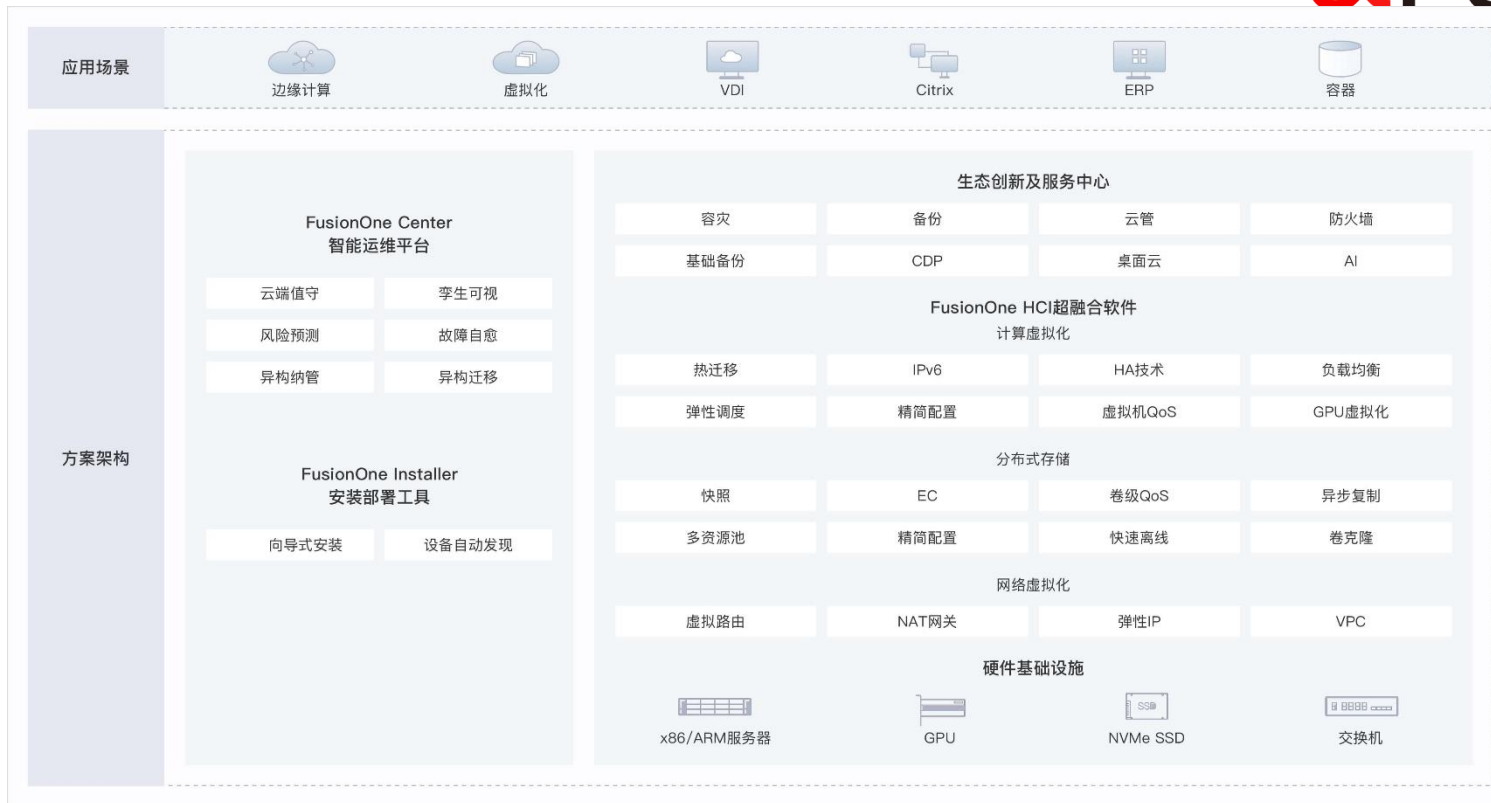 应用场景
边缘计算
虚拟化
VDI
Citrix
ERP
容器
方案架构
FusionOne Center
智能运维平台
云端值守
孪生可视
风险预测
故障自愈
异构纳管
异构迁移
FusionOne Installer
安装部署工具
向导式安装
设备自动发现
生态创新及服务中心
容灾
备份
云管
防火墙
基础备份
CDP
桌面云
AI
FusionOne HCI超融合软件
计算虚拟化
热迁移
IPv6
HA技术
负载均衡
弹性调度
精简配置
虚拟机QoS
GPU虚拟化
分布式存储
快照
EC
卷级QoS
异步复制
多资源池
精简配置
快速离线
卷克隆
网络虚拟化
虚拟路由
NAT网关
弹性IP
VPC
硬件基础设施
SSD
x86/ARM服务器
GPU
NVMe SSD
交换机